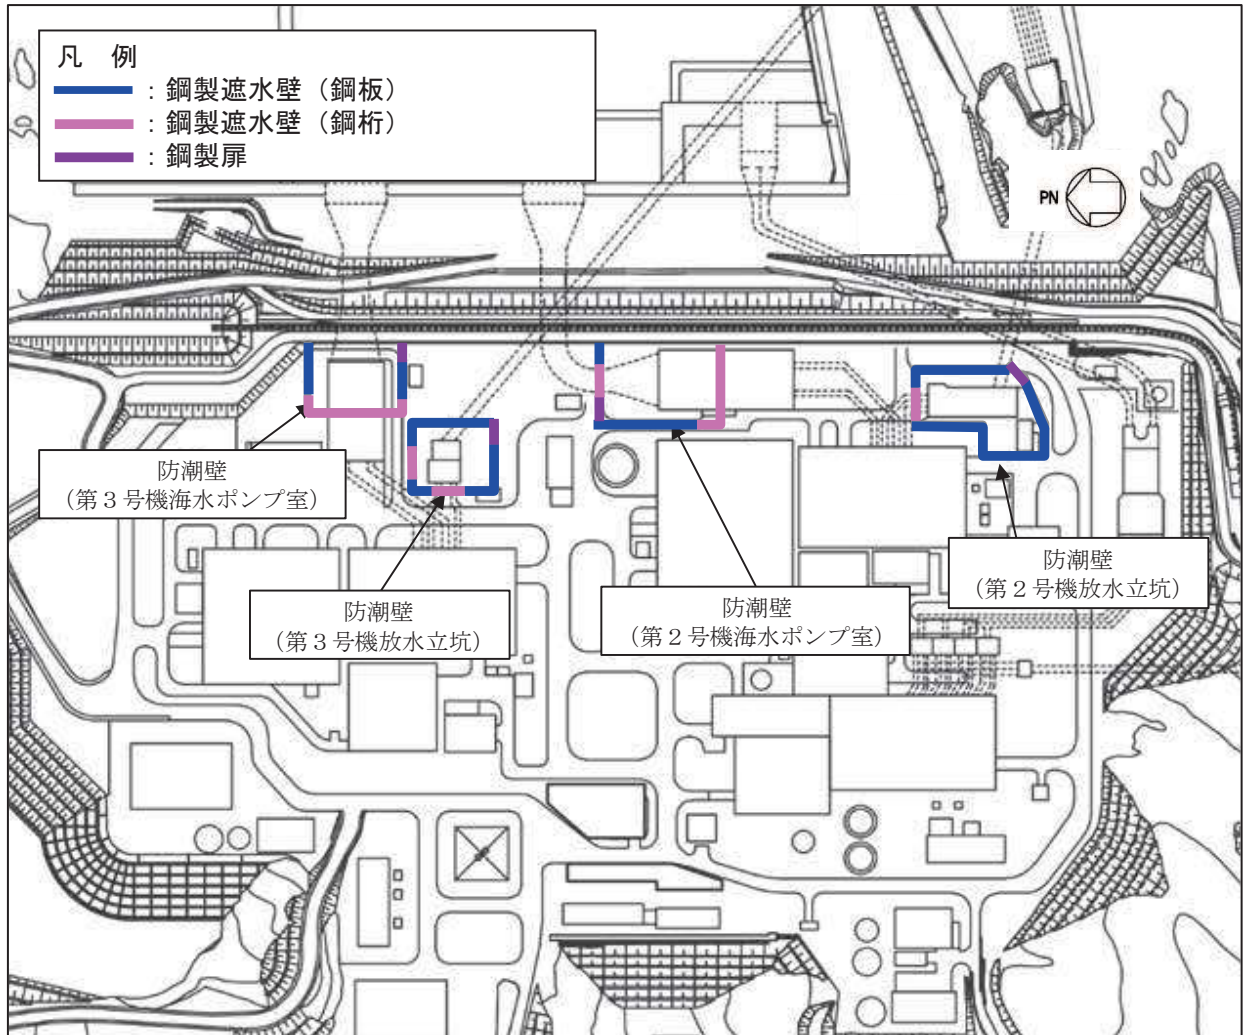 凡 例
：鋼製遮水壁（鋼板）
：鋼製遮水壁（鋼桁）
：鋼製扉
PN
防潮壁
（第３号機海水ポンプ室）
防潮壁
（第３号機放水立坑）
防潮壁
（第２号機海水ポンプ室）
防潮壁
（第２号機放水立坑）